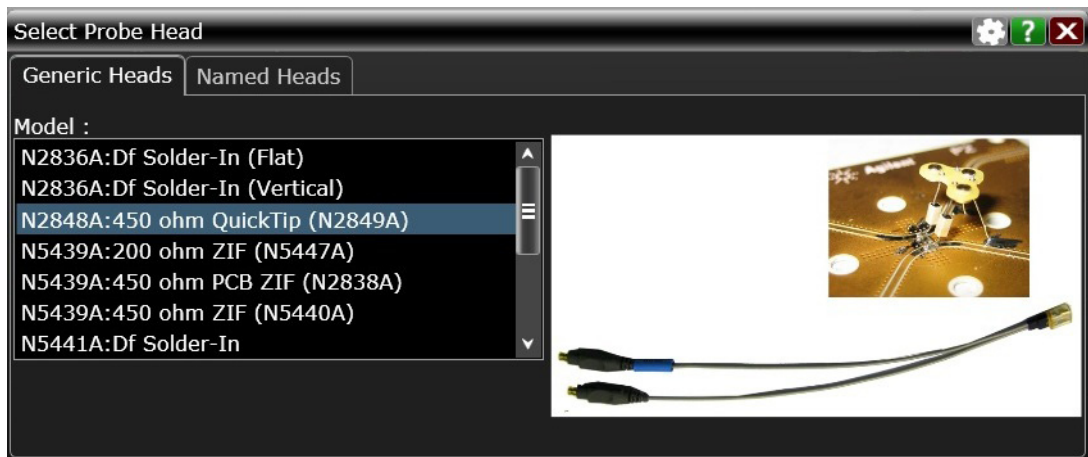 Select Probe Head
?
Generic Heads
Named Heads
Model :
N2836A:Df Solder-In (Flat)
N2836A:Df Solder-In (Vertical)
N2848A:450 ohm QuickTip (N2849A)
N5439A:200 ohm ZIF (N5447A)
N5439A:450 ohm PCB ZIF (N2838A)
N5439A:450 ohm ZIF (N5440A)
N5441A:Df Solder-In
Agilent
P2